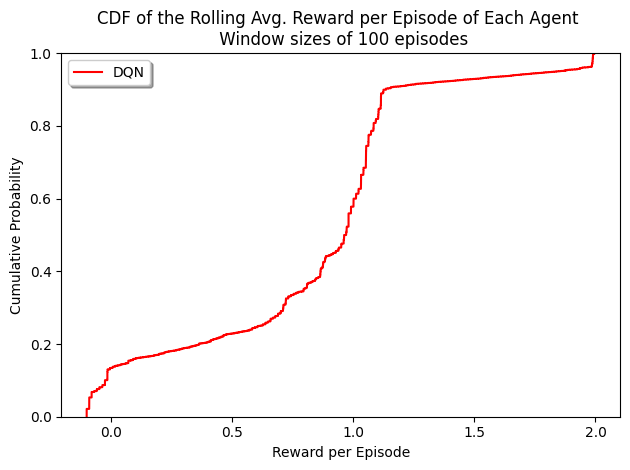 CDF of the Rolling Avg. Reward per Episode of Each Agent
Window sizes of 100 episodes
DQN
1.0
0.8
0.6
0.4
0.2
0.0
Cumulative Probability
0.0 0.5 1.0 1.5 2.0
Reward per Episode